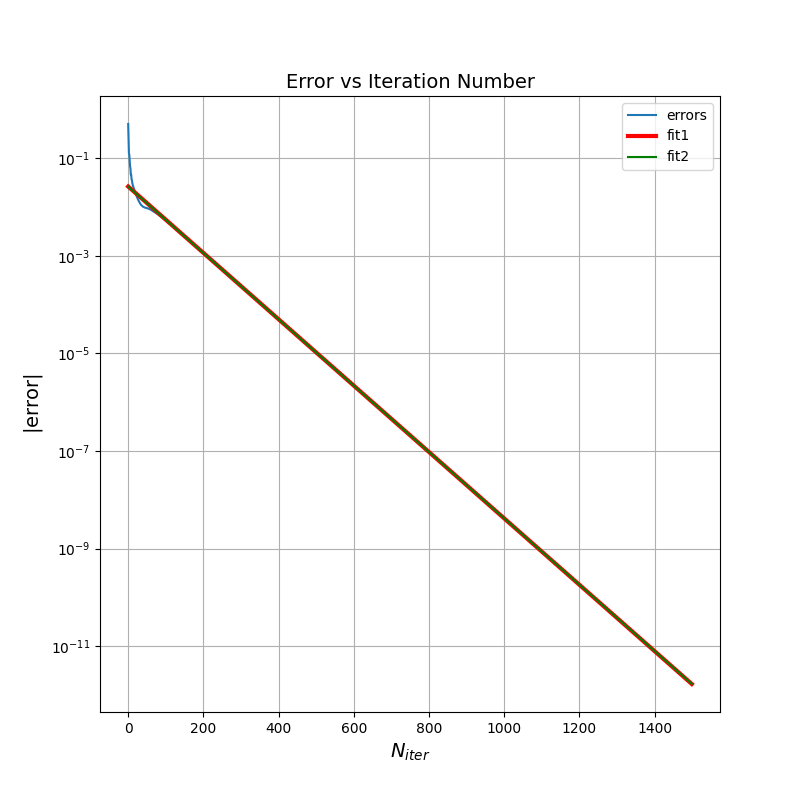 Error vs Iteration Number
errors
fit1
fit2
10⁻¹
10⁻³
10⁻⁵
10⁻⁷
10⁻⁹
10⁻¹¹
|error|
0 200 400 600 800 1000 1200 1400
N_iter